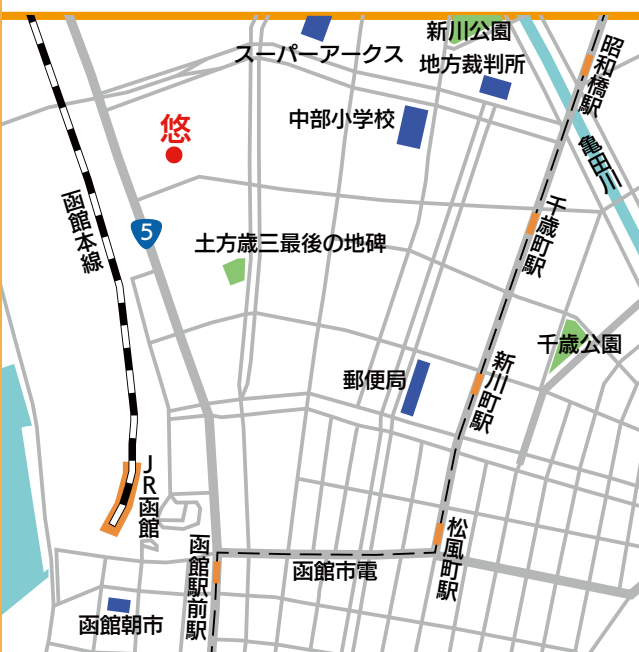 新川公園
スーパーアークス
地方裁判所
昭和橋駅
中部小学校
悠
亀田川
函館本線
5
千歳町駅
土方歳三最後の地碑
千歳公園
新川町駅
郵便局
JR函館
松風町駅
函館駅前駅
函館市電
函館朝市